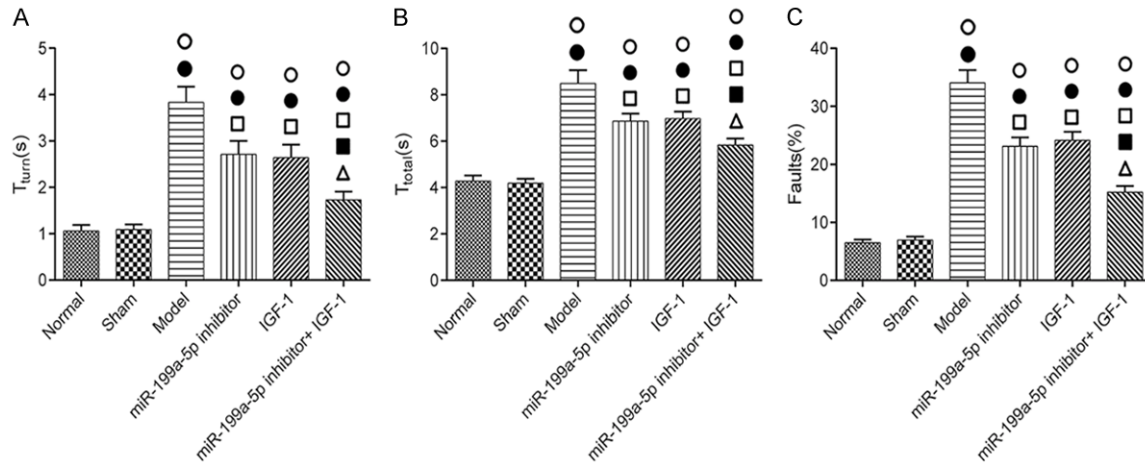 A
T turn(s)
5
4
3
2
1
0
Normal
Sham
Model
miR-199a-5p inhibitor
IGF-1
miR-199a-5p inhibitor+ IGF-1
B
T total(s)
10
8
6
4
2
0
Normal
Sham
Model
miR-199a-5p inhibitor
IGF-1
miR-199a-5p inhibitor+ IGF-1
C
Faults(%)
40
30
20
10
0
Normal
Sham
Model
miR-199a-5p inhibitor
IGF-1
miR-199a-5p inhibitor+ IGF-1